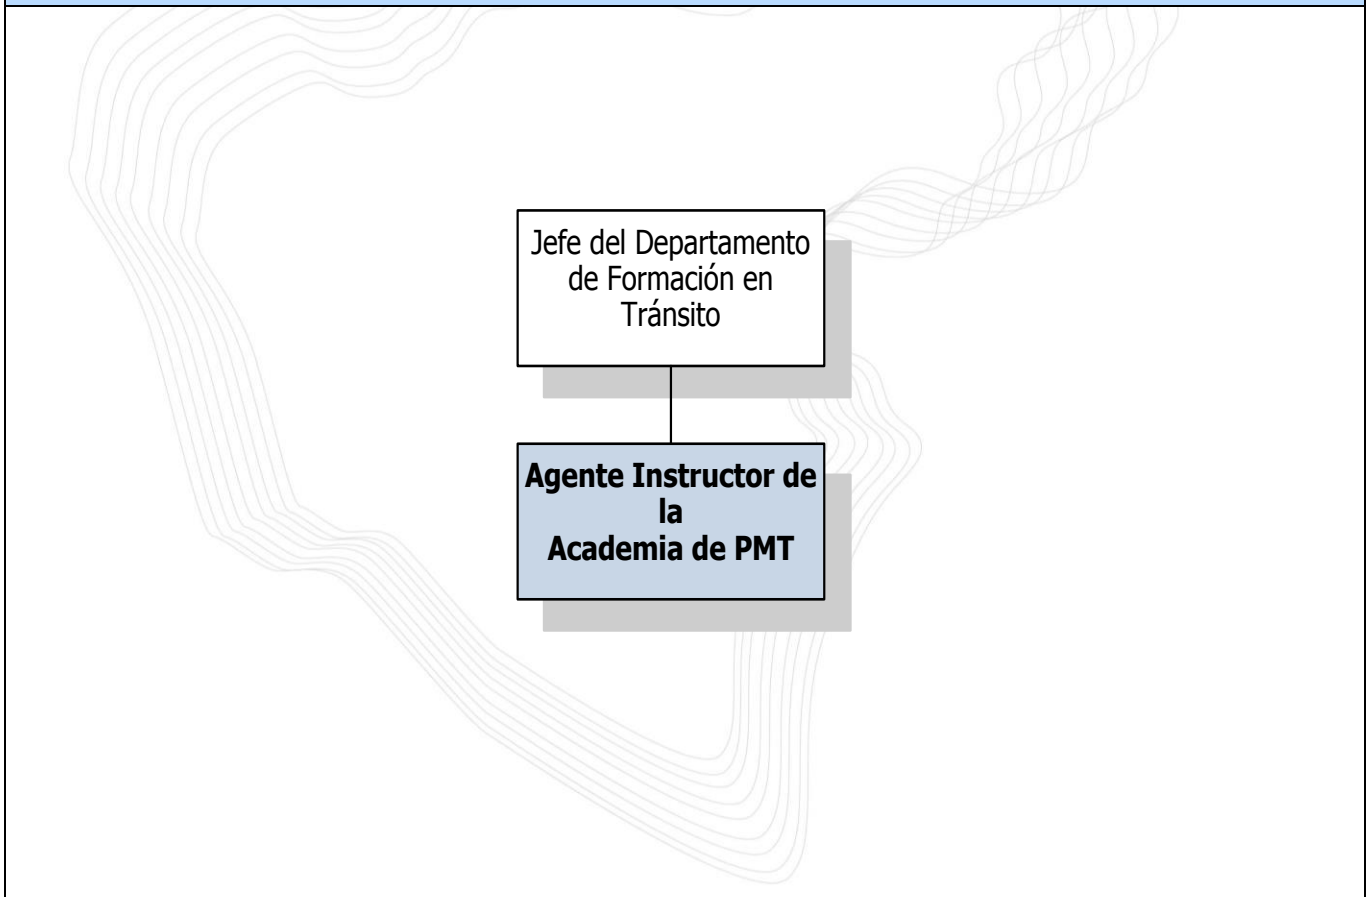 Jefe del Departamento
de Formación en
Tránsito
Agente Instructor de
la
Academia de PMT